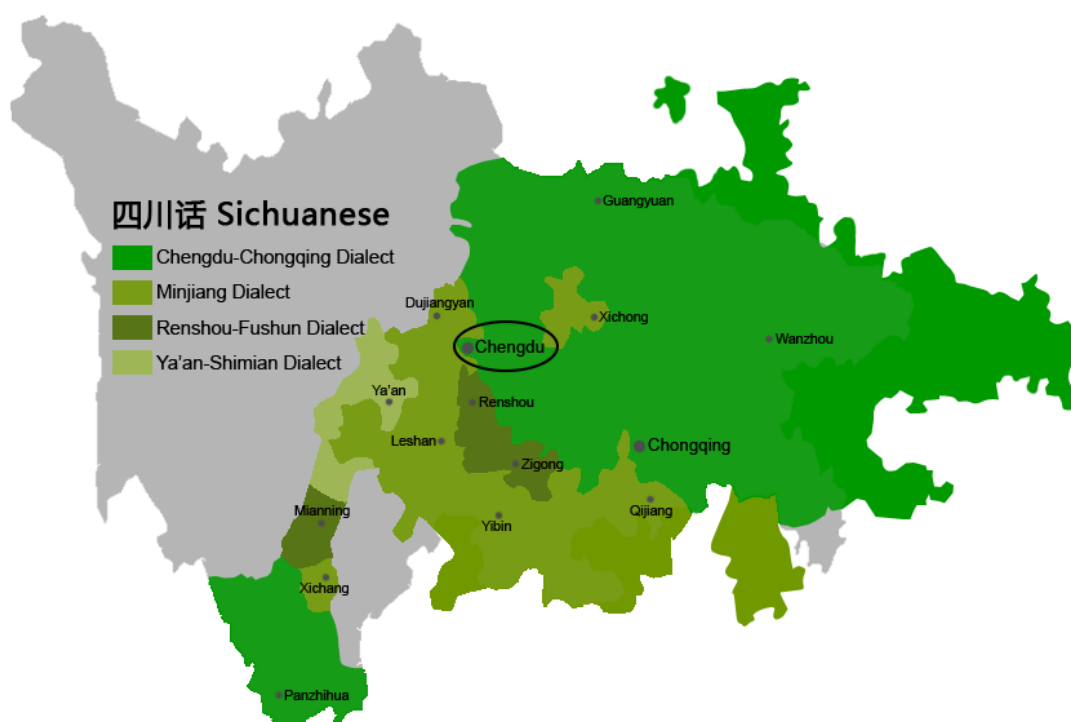 四川话 Sichuanese
Chengdu-Chongqing Dialect
Minjiang Dialect
Renshou-Fushun Dialect
Ya'an-Shimian Dialect
Guangyuan
Dujiangyan
Xichong
Chengdu
Wanzhou
Ya'an
Renshou
Leshan
Chongqing
Zigong
Qijiang
Mianning
Yibin
Xichang
Panzhihua